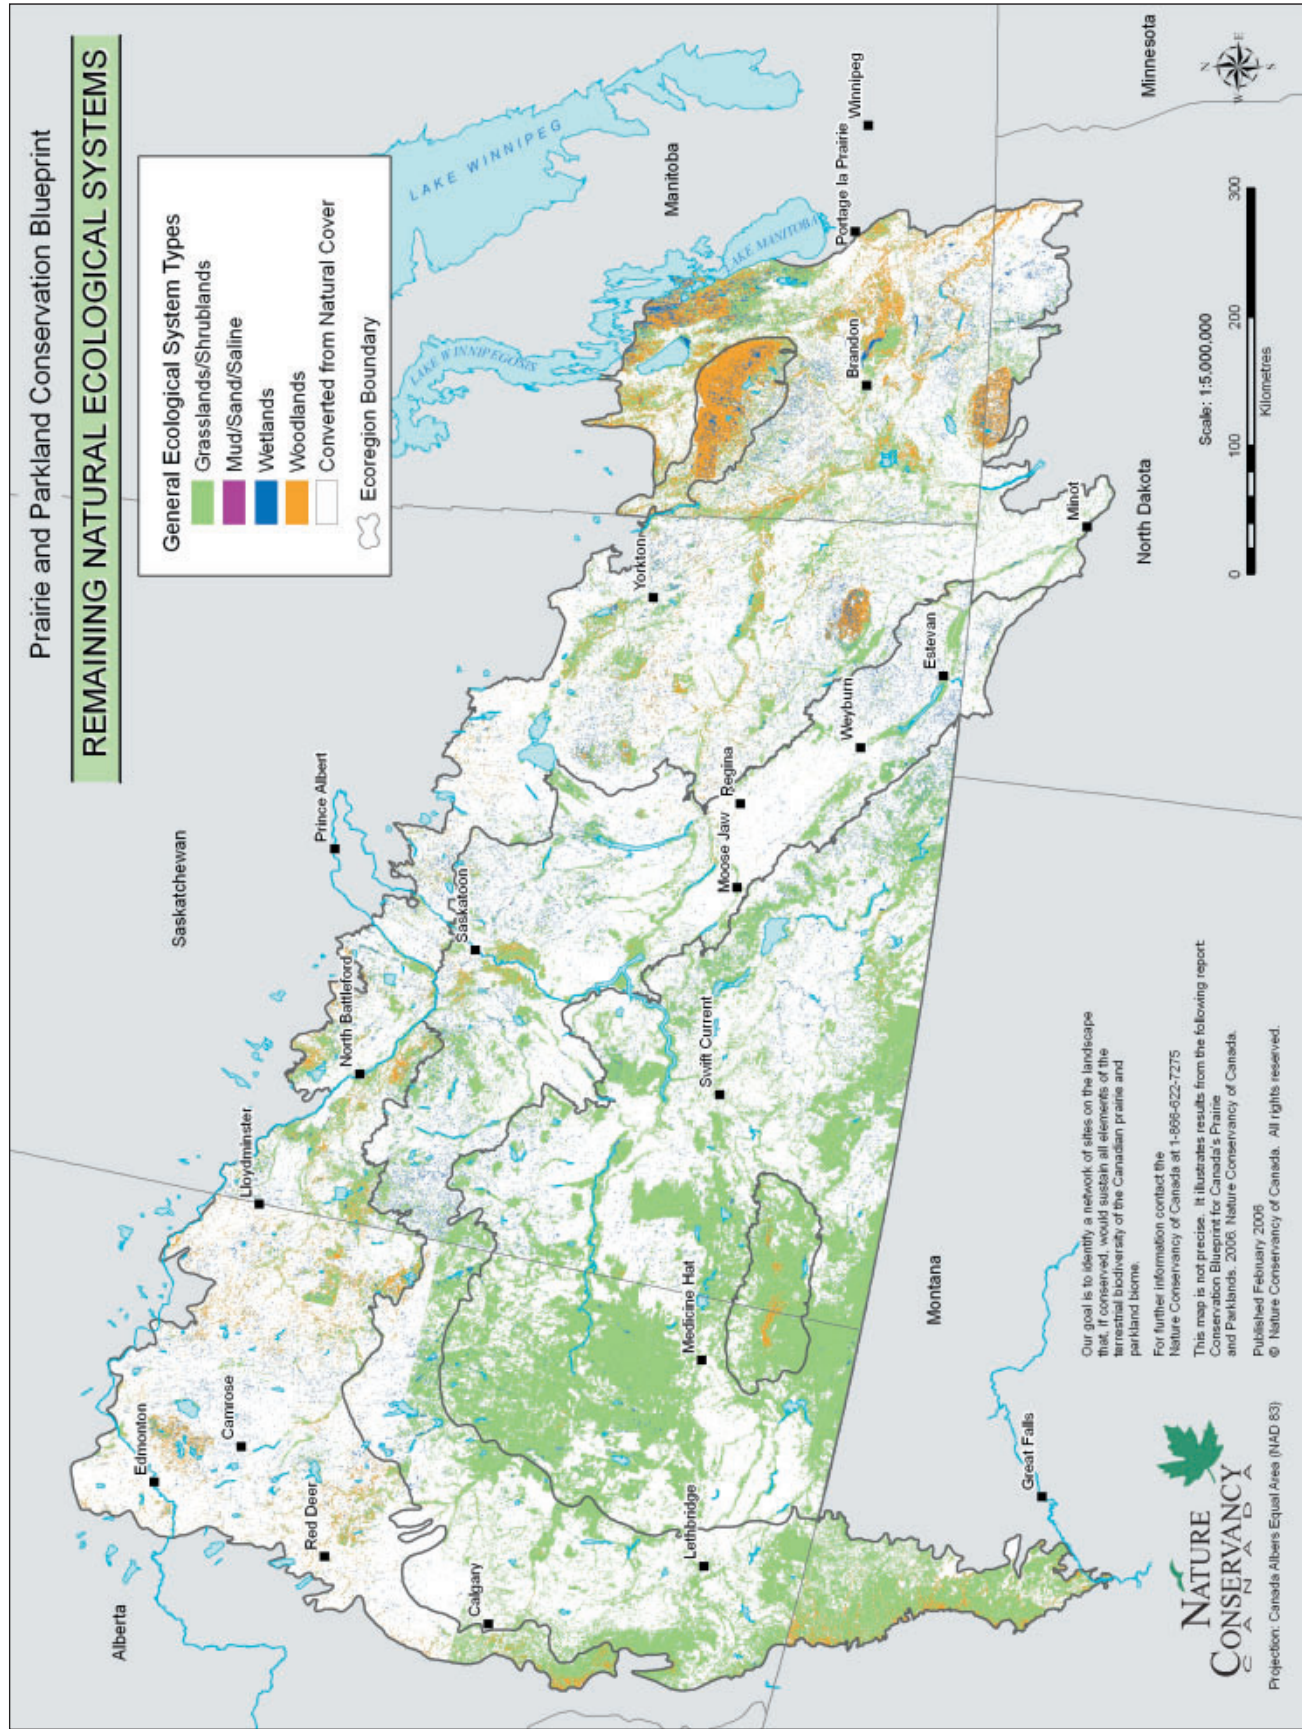 Prairie and Parkland Conservation Blueprint
REMAINING NATURAL ECOLOGICAL SYSTEMS
General Ecological System Types
Grasslands/Shrublands
Mud/Sand/Saline
Wetlands
Woodlands
Converted from Natural Cover
Ecoregion Boundary
Alberta
Saskatchewan
Manitoba
LAKE WINNIPEG
LAKE WINNIPEGOSIS
LAKE MANITOBA
Edmonton
Camrose
Red Deer
Calgary
Lloydminster
North Battleford
Prince Albert
Saskatoon
Yorkton
Lethbridge
Medicine Hat
Swift Current
Moose Jaw
Regina
Weyburn
Estevan
Brandon
Portage la Prairie
Winnipeg
Minot
Great Falls
Montana
North Dakota
Minnesota
N
W
E
S
Scale: 1:5,000,000
0
100
200
300
Kilometres
Our goal is to identify a network of sites on the landscape
that, if conserved, would sustain all elements of the
terrestrial biodiversity of the Canadian prairie and
parkland biome.
For further information contact the
Nature Conservancy of Canada at 1-866-622-7275
This map is not precise. It illustrates results from the following report:
Conservation Blueprint for Canada's Prairie
and Parklands. 2006. Nature Conservancy of Canada.
Published February 2006
© Nature Conservancy of Canada. All rights reserved.
NATURE
CONSERVANCY
CANADA
Projection: Canada Albers Equal Area (NAD 83)